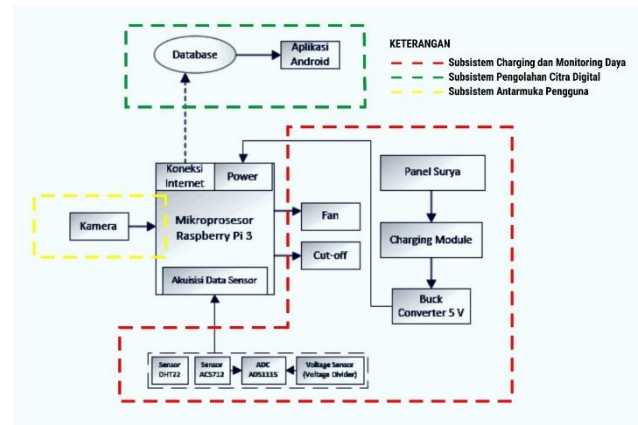 Database
Aplikasi
Android
KETERANGAN
Subsistem Charging dan Monitoring Daya
Subsistem Pengolahan Citra Digital
Subsistem Antarmuka Pengguna
Koneksi
Internet
Power
Mikroprosesor
Raspberry Pi 3
Akuisisi Data Sensor
Kamera
Fan
Cut-off
Panel Surya
Charging Module
Buck
Converter 5 V
Sensor
DHT22
Sensor
ACS712
ADC
ADS1115
Voltage Sensor
(Voltage Divider)